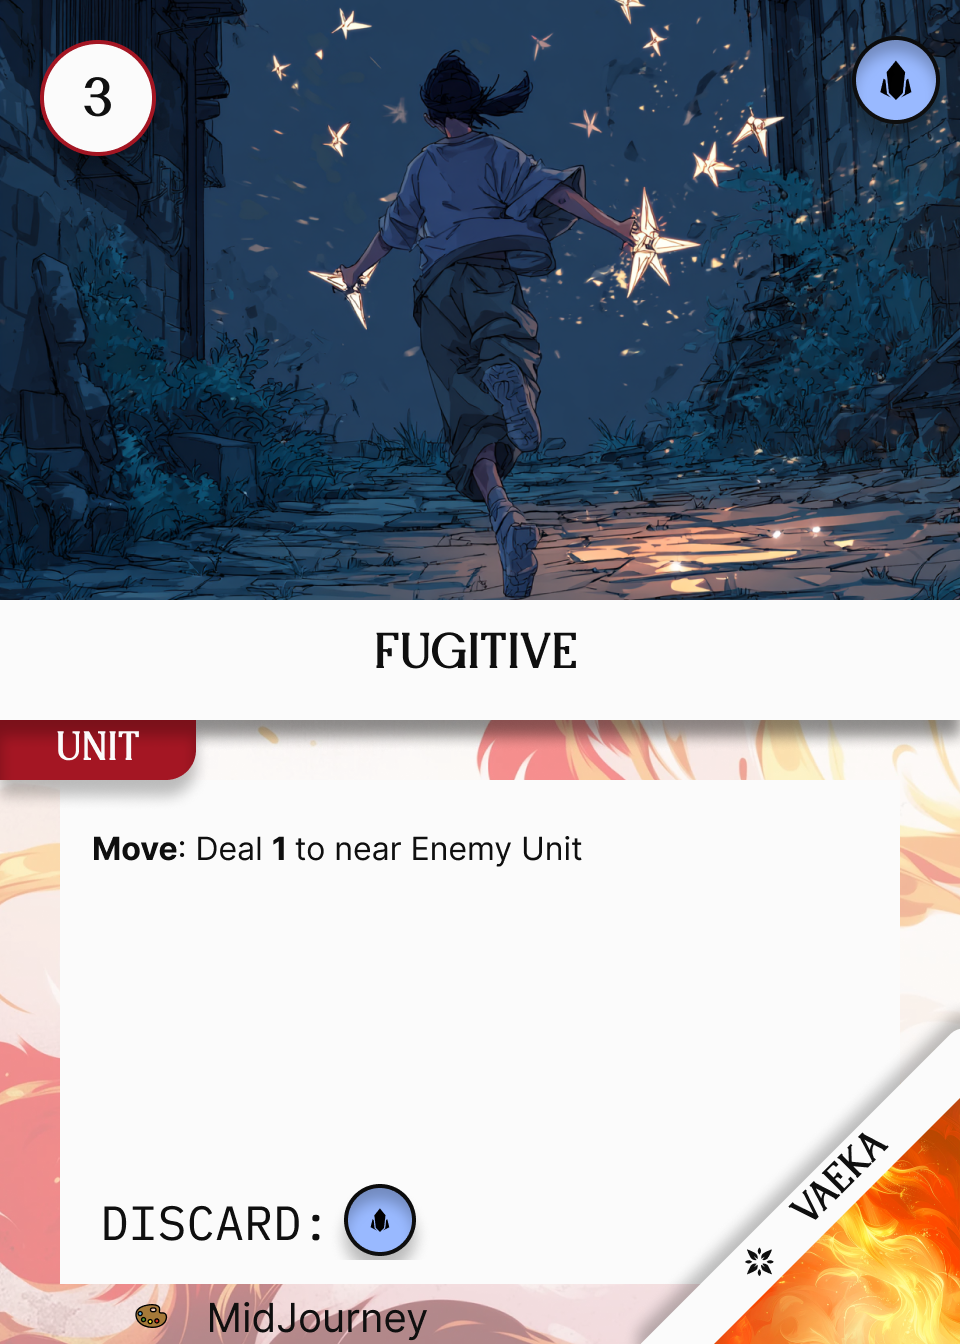 3
FUGITIVE
UNIT
Move: Deal 1 to near Enemy Unit
DISCARD:
VAEKA
MidJourney